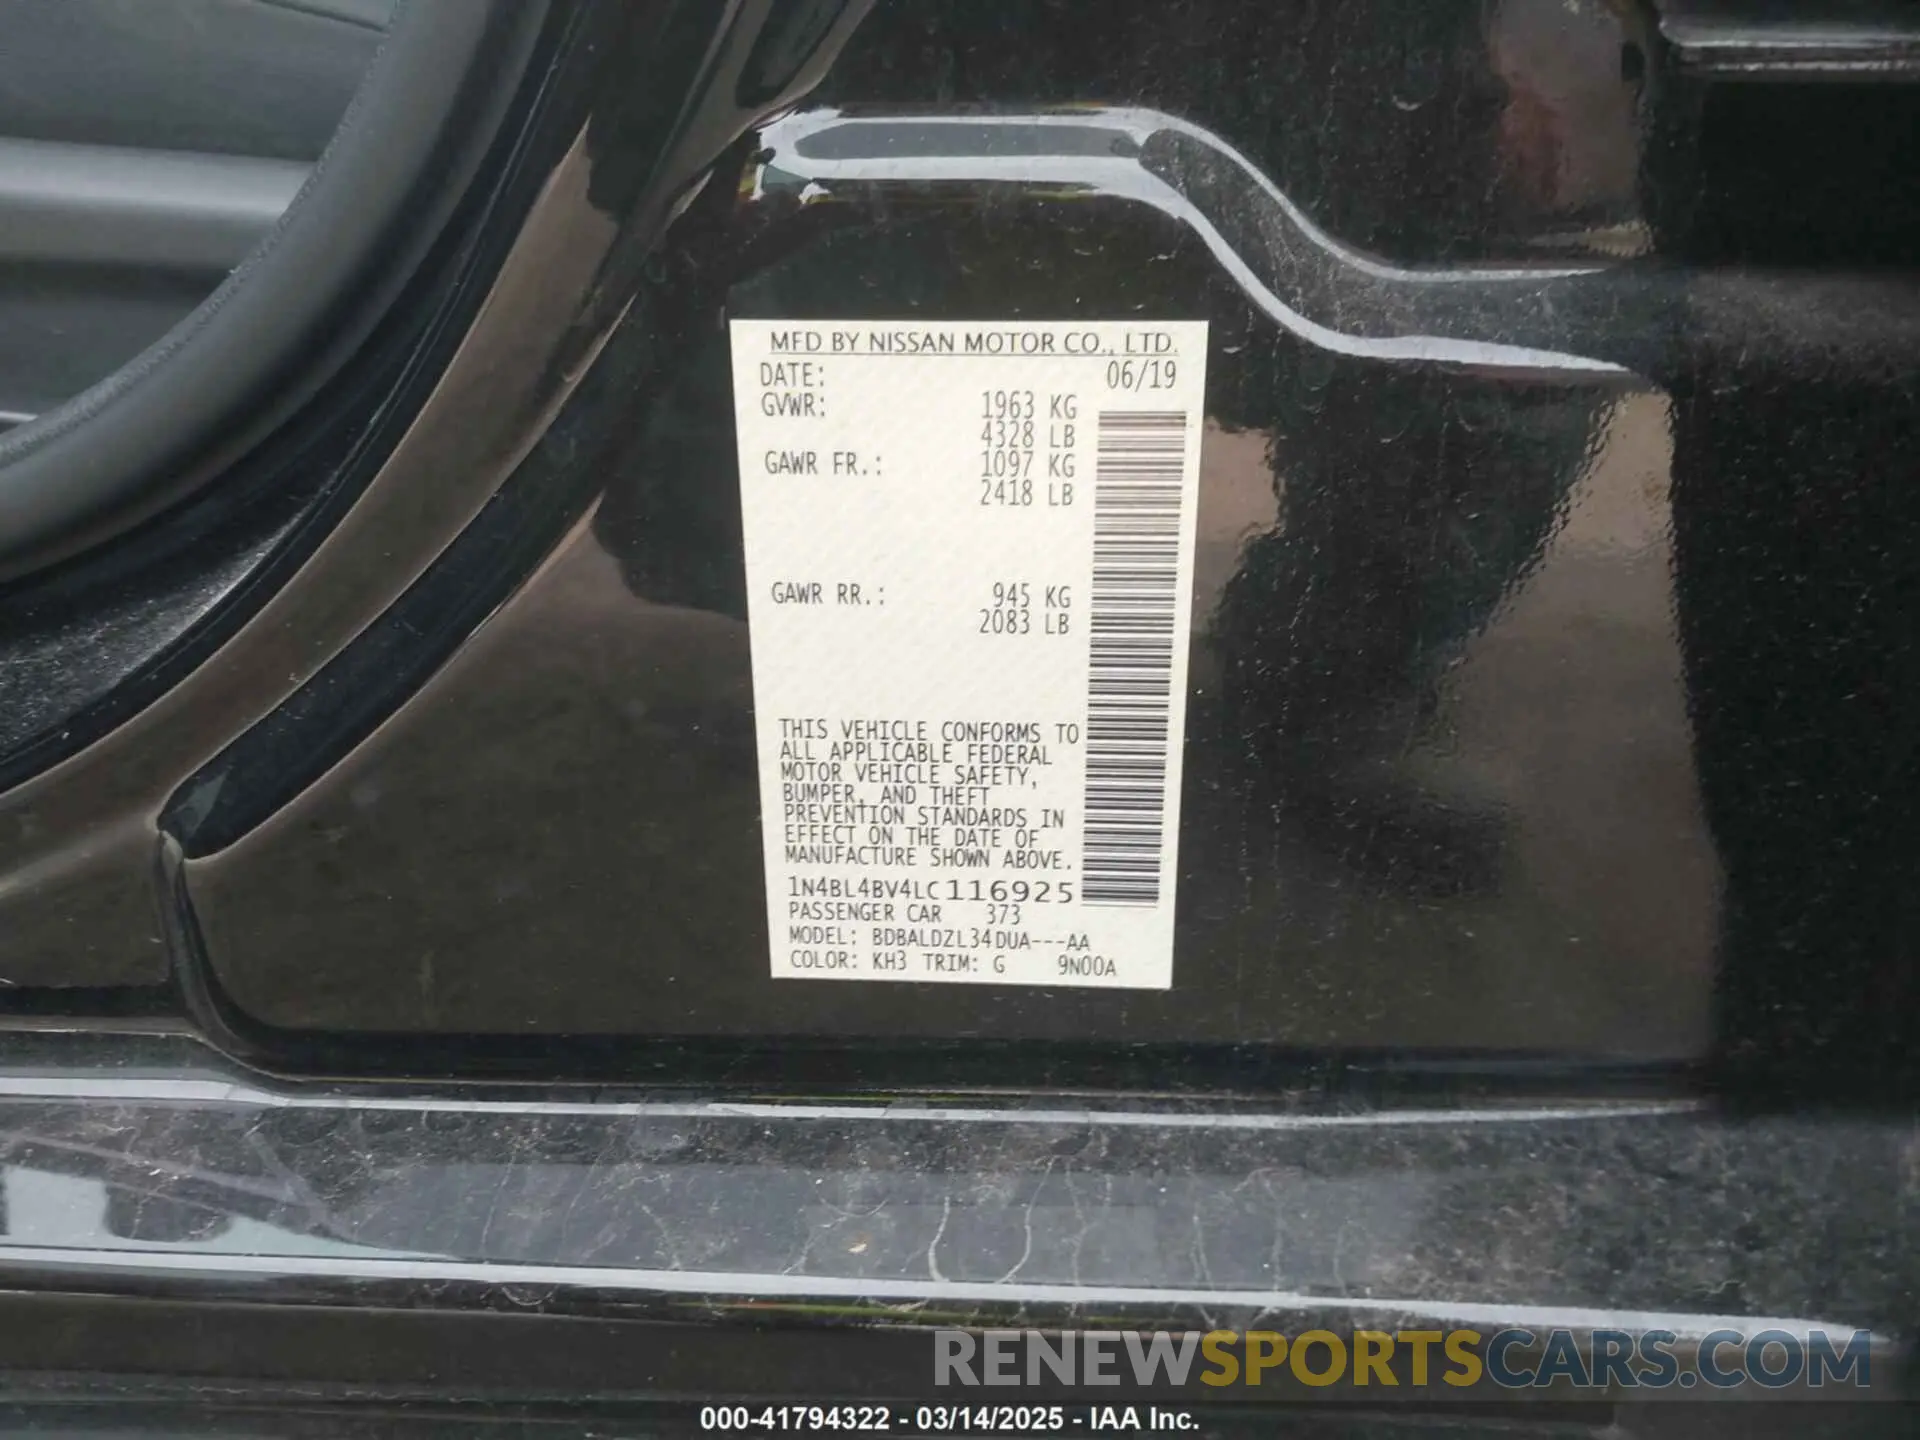 MFD BY NISSAN MOTOR CO., LTD.
DATE: 06/19
GVWR: 1963 KG
4328 LB
GAWR FR.: 1097 KG
2418 LB
GAWR RR.: 945 KG
2083 LB
THIS VEHICLE CONFORMS TO
ALL APPLICABLE FEDERAL
MOTOR VEHICLE SAFETY,
BUMPER, AND THEFT
PREVENTION STANDARDS IN
EFFECT ON THE DATE OF
MANUFACTURE SHOWN ABOVE.
1N4BL4BV4LC116925
PASSENGER CAR 373
MODEL: BDBALDZL34DUA---AA
COLOR: KH3 TRIM: G 9N00A
RENEWSPORTSCARS.COM
000-41794322 - 03/14/2025 - IAA Inc.